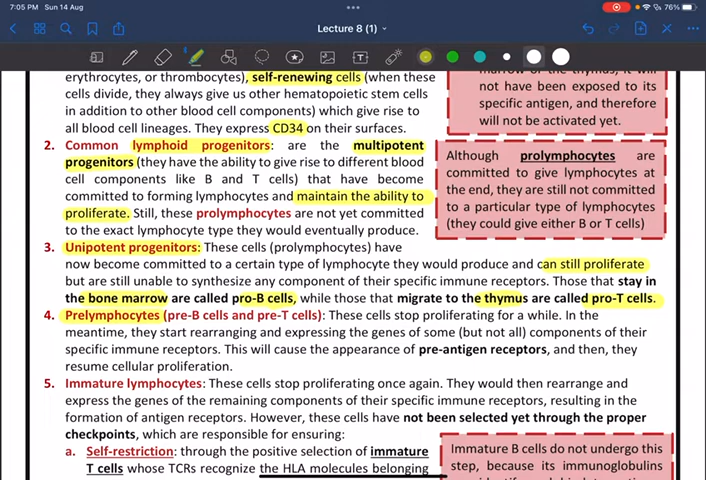 7:05 PM Sun 14 Aug
76%
Lecture 8 (1)
erythrocytes, or thrombocytes), self-renewing cells (when these
cells divide, they always give us other hematopoietic stem cells
in addition to other blood cell components) which give rise to
all blood cell lineages. They express CD34 on their surfaces.
2. Common lymphoid progenitors: are the multipotent
progenitors (they have the ability to give rise to different blood
cell components like B and T cells) that have become
committed to forming lymphocytes and maintain the ability to
proliferate. Still, these prolymphocytes are not yet committed
to the exact lymphocyte type they would eventually produce.
3. Unipotent progenitors: These cells (prolymphocytes) have
now become committed to a certain type of lymphocyte they would produce and can still proliferate
but are still unable to synthesize any component of their specific immune receptors. Those that stay in
the bone marrow are called pro-B cells, while those that migrate to the thymus are called pro-T cells.
4. Prelymphocytes (pre-B cells and pre-T cells): These cells stop proliferating for a while. In the
meantime, they start rearranging and expressing the genes of some (but not all) components of their
specific immune receptors. This will cause the appearance of pre-antigen receptors, and then, they
resume cellular proliferation.
5. Immature lymphocytes: These cells stop proliferating once again. They would then rearrange and
express the genes of the remaining components of their specific immune receptors, resulting in the
formation of antigen receptors. However, these cells have not been selected yet through the proper
checkpoints, which are responsible for ensuring:
a. Self-restriction: through the positive selection of immature
T cells whose TCRs recognize the HLA molecules belonging
marrow or the thymus, it will
not have been exposed to its
specific antigen, and therefore
will not be activated yet.
Although prolymphocytes are
committed to give lymphocytes at
the end, they are still not committed
to a particular type of lymphocytes
(they could give either B or T cells)
Immature B cells do not undergo this
step, because its immunoglobulins